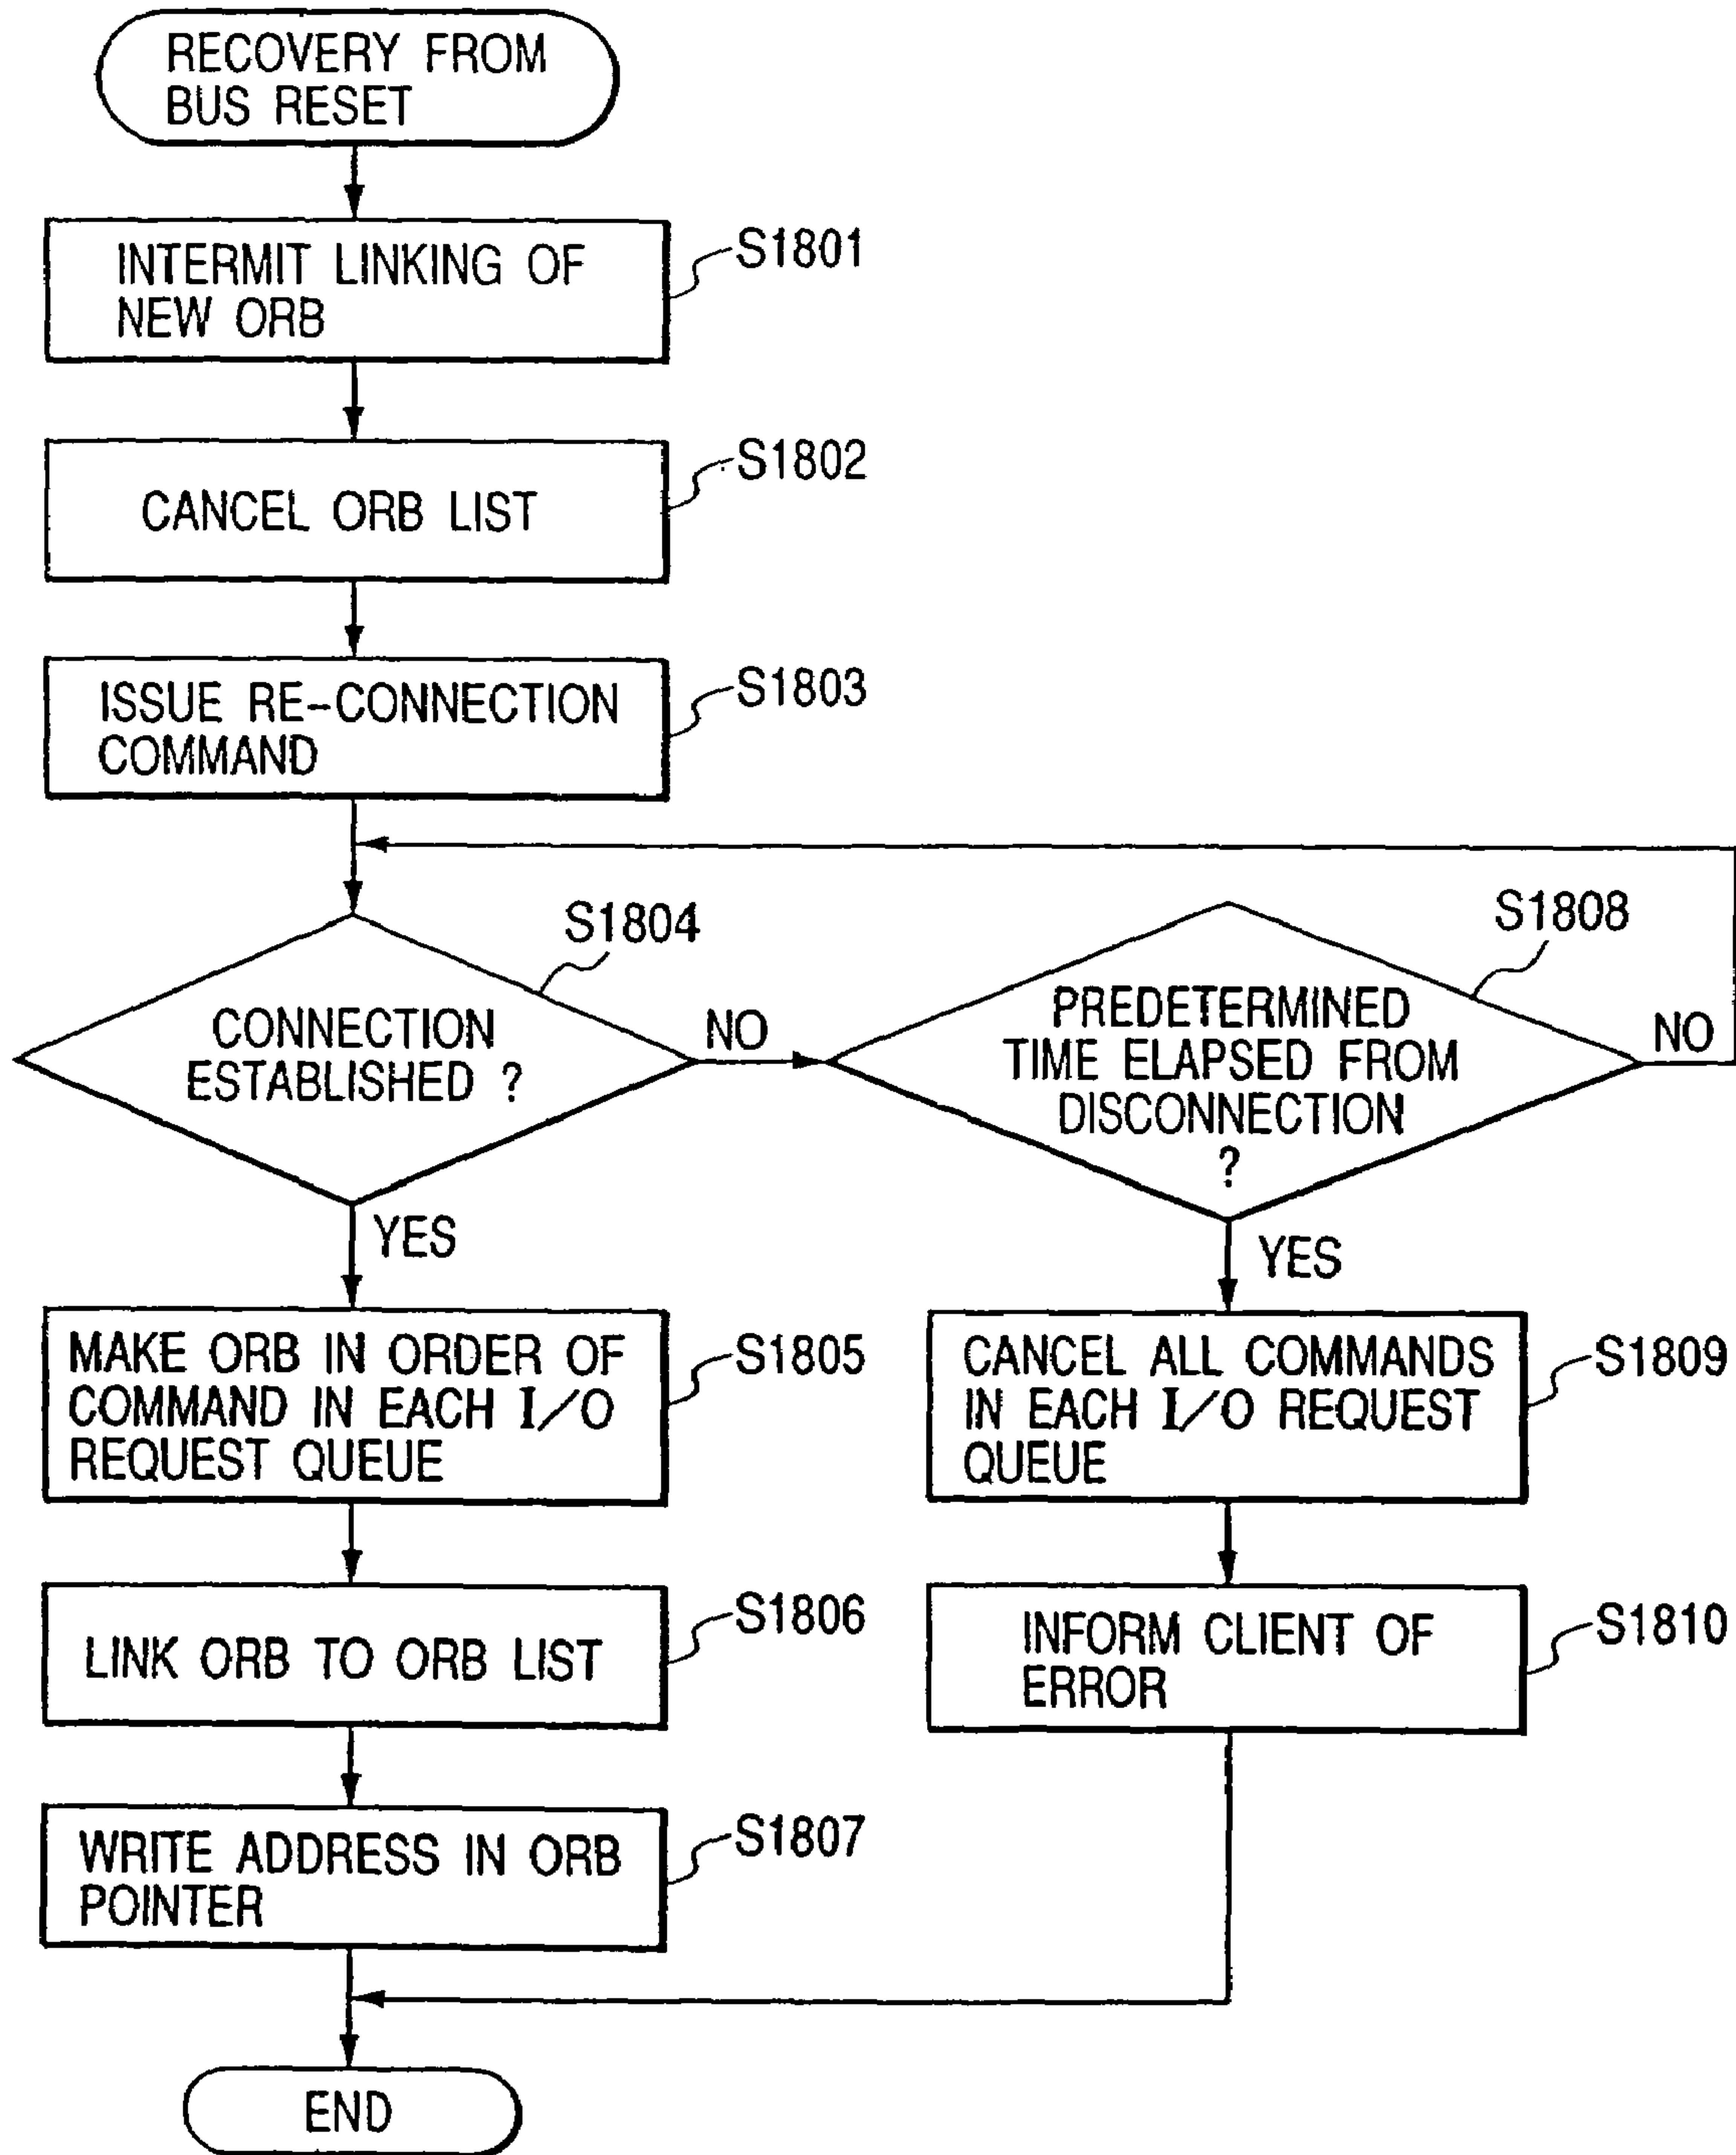 RECOVERY FROM
BUS RESET
INTERMIT LINKING OF
NEW ORB
S1801
CANCEL ORB LIST
S1802
ISSUE RE-CONNECTION
COMMAND
S1803
CONNECTION
ESTABLISHED ?
S1804
NO
YES
PREDETERMINED
TIME ELAPSED FROM
DISCONNECTION
?
S1808
NO
YES
MAKE ORB IN ORDER OF
COMMAND IN EACH I/O
REQUEST QUEUE
S1805
CANCEL ALL COMMANDS
IN EACH I/O REQUEST
QUEUE
S1809
LINK ORB TO ORB LIST
S1806
INFORM CLIENT OF
ERROR
S1810
WRITE ADDRESS IN ORB
POINTER
S1807
END